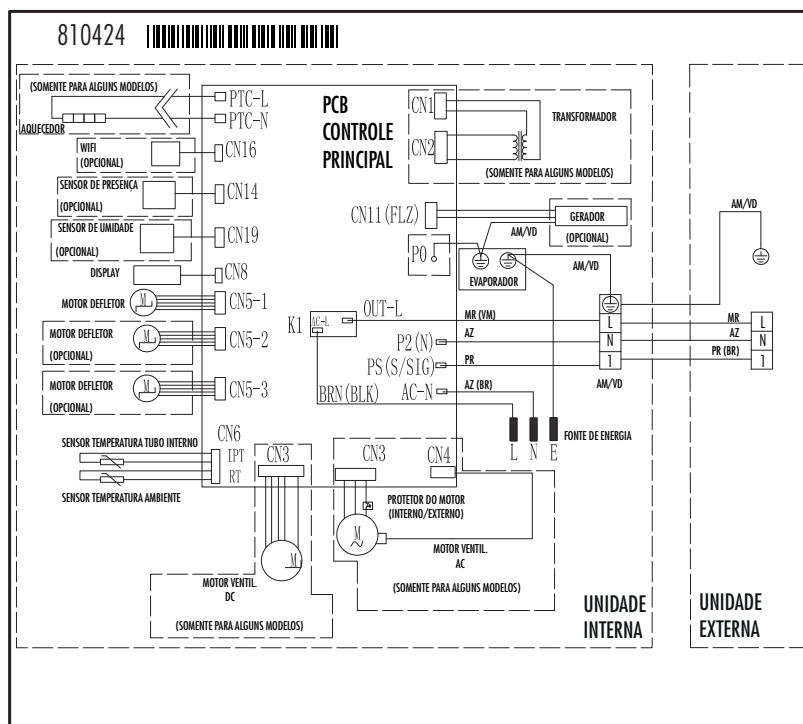 810424
(SOMENTE PARA ALGUNS MODELOS)
AQUECEDOR
PTC-L
PTC-N
WIFI
(OPCIONAL)
CN16
SENSOR DE PRESENÇA
(OPCIONAL)
CN14
SENSOR DE UMIDADE
(OPCIONAL)
CN19
DISPLAY
CN8
MOTOR DEFLETOR
M
CN5-1
MOTOR DEFLETOR
(OPCIONAL)
M
CN5-2
MOTOR DEFLETOR
(OPCIONAL)
M
CN5-3
PCB
CONTROLE
PRINCIPAL
CN1
CN2
TRANSFORMADOR
(SOMENTE PARA ALGUNS MODELOS)
CN11(FLZ)
GERADOR
(OPCIONAL)
AM/VD
P0
EVAPORADOR
AM/VD
AM/VD
K1
AC-L
OUT-L
MR (VM)
L
MR
L
P2(N)
AZ
N
AZ
N
PS(S/SIG)
PR
1
PR (BR)
1
BRN(BLK)
AC-N
AZ (BR)
AM/VD
L
N
E
FONTE DE ENERGIA
CN6
IPT
RT
SENSOR TEMPERATURA TUBO INTERNO
SENSOR TEMPERATURA AMBIENTE
CN3
M
MOTOR VENTIL.
DC
(SOMENTE PARA ALGUNS MODELOS)
CN3
CN4
PROTETOR DO MOTOR
(INTERNO/EXTERNO)
M
MOTOR VENTIL.
AC
(SOMENTE PARA ALGUNS MODELOS)
UNIDADE
INTERNA
UNIDADE
EXTERNA